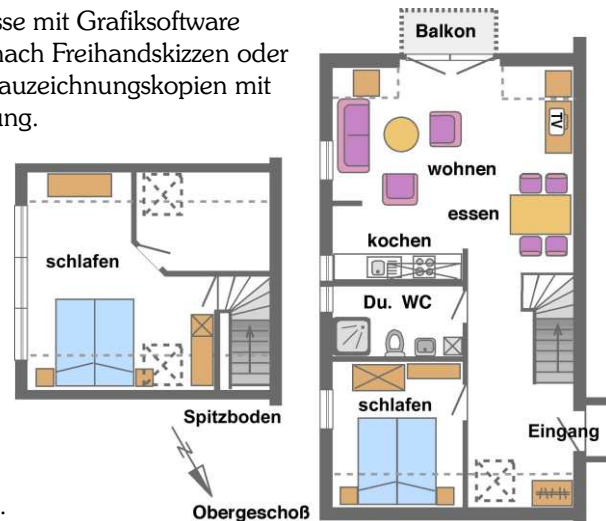 sse mit Grafiksoftware
nach Freihandskizzen oder
auzeichnungskopien mit
ung.
Balkon
TV
wohnen
essen
kochen
schlafen
Du. WC
schlafen
Spitzboden
Eingang
Obergeschoß
.